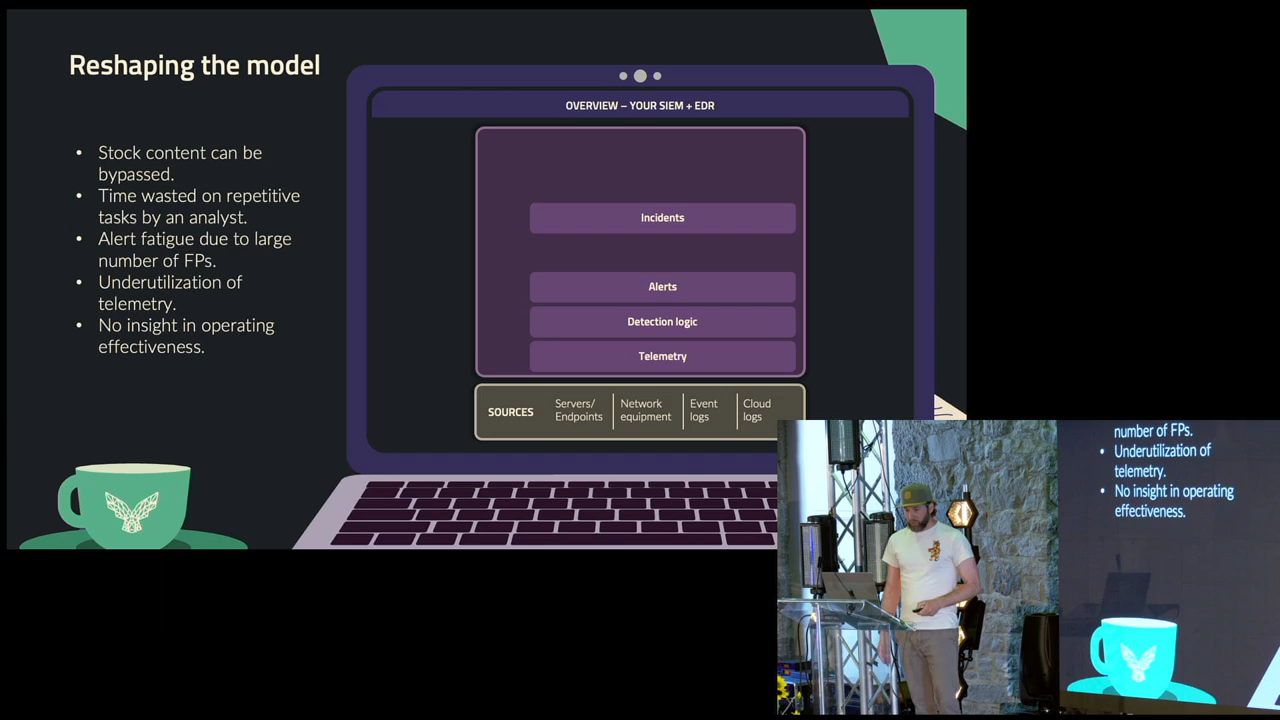 Reshaping the model
• Stock content can be
bypassed.
• Time wasted on repetitive
tasks by an analyst.
• Alert fatigue due to large
number of FPs.
• Underutilization of
telemetry.
• No insight in operating
effectiveness.
OVERVIEW – YOUR SIEM + EDR
Incidents
Alerts
Detection logic
Telemetry
SOURCES
Servers/
Endpoints
Network
equipment
Event
logs
Cloud
logs
number of FPs.
• Underutilization of
telemetry.
• No insight in operating
effectiveness.